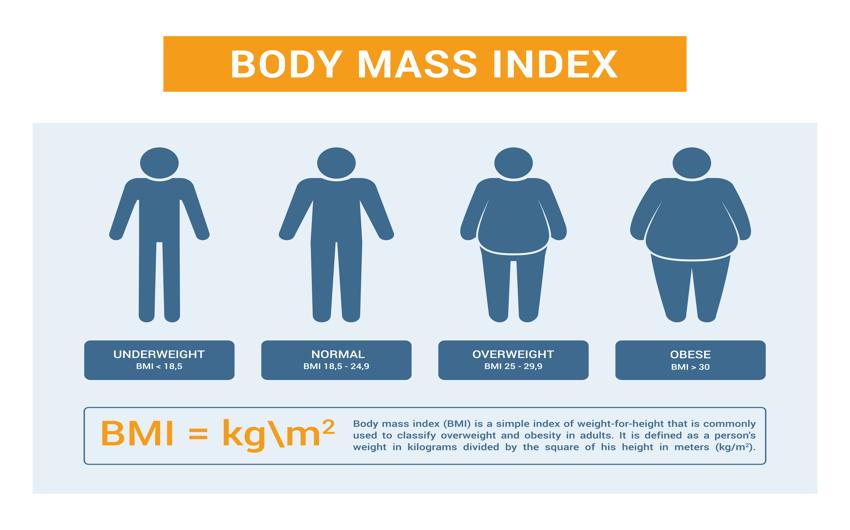 BODY MASS INDEX
UNDERWEIGHT
BMI < 18,5
NORMAL
BMI 18,5 - 24,9
OVERWEIGHT
BMI 25 - 29,9
OBESE
BMI > 30
BMI = kg\m²
Body mass index (BMI) is a simple index of weight-for-height that is commonly
used to classify overweight and obesity in adults. It is defined as a person's
weight in kilograms divided by the square of his height in meters (kg/m²).